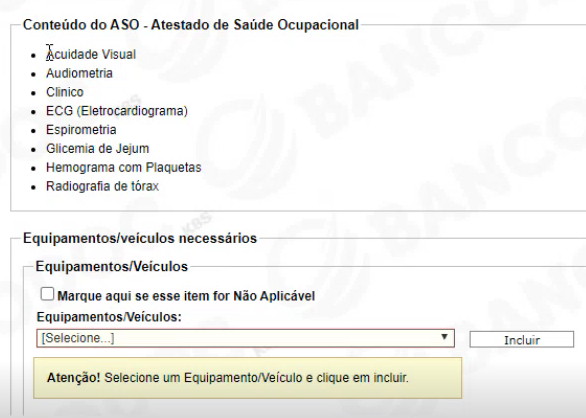 Conteúdo do ASO - Atestado de Saúde Ocupacional
Acuidade Visual
Audiometria
Clinico
ECG (Eletrocardiograma)
Espirometria
Glicemia de Jejum
Hemograma com Plaquetas
Radiografia de tórax
Equipamentos/veículos necessários
Equipamentos/Veículos
Marque aqui se esse item for Não Aplicável
Equipamentos/Veículos:
[Selecione...]
Incluir
Atenção! Selecione um Equipamento/Veículo e clique em incluir.